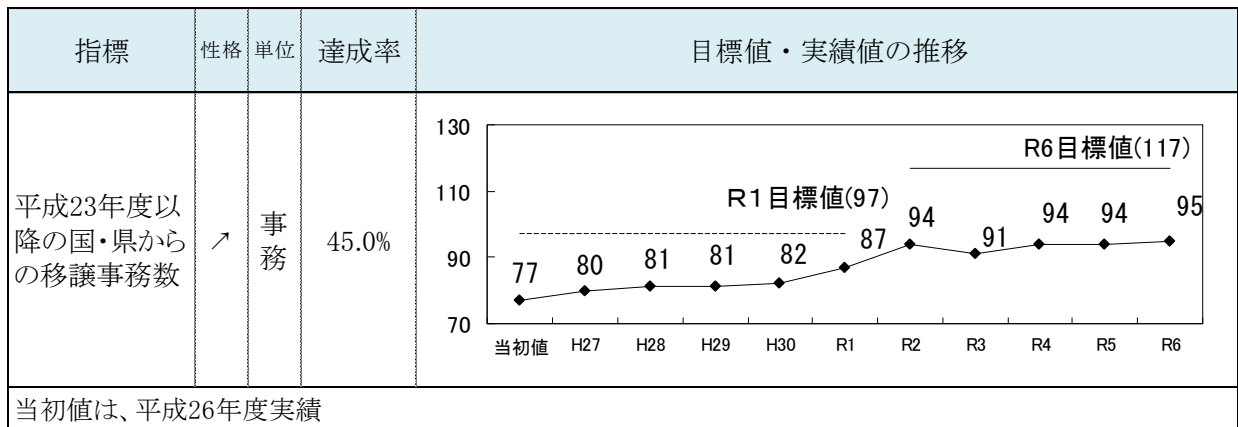 指標 性格 単位 達成率 目標値・実績値の推移
平成23年度以
降の国・県から
の移譲事務数
↗
事
務
45.0%
130
110
90
70
R1目標値(97)
R6目標値(117)
77 80 81 81 82 87 94 91 94 94 95
当初値 H27 H28 H29 H30 R1 R2 R3 R4 R5 R6
当初値は、平成26年度実績